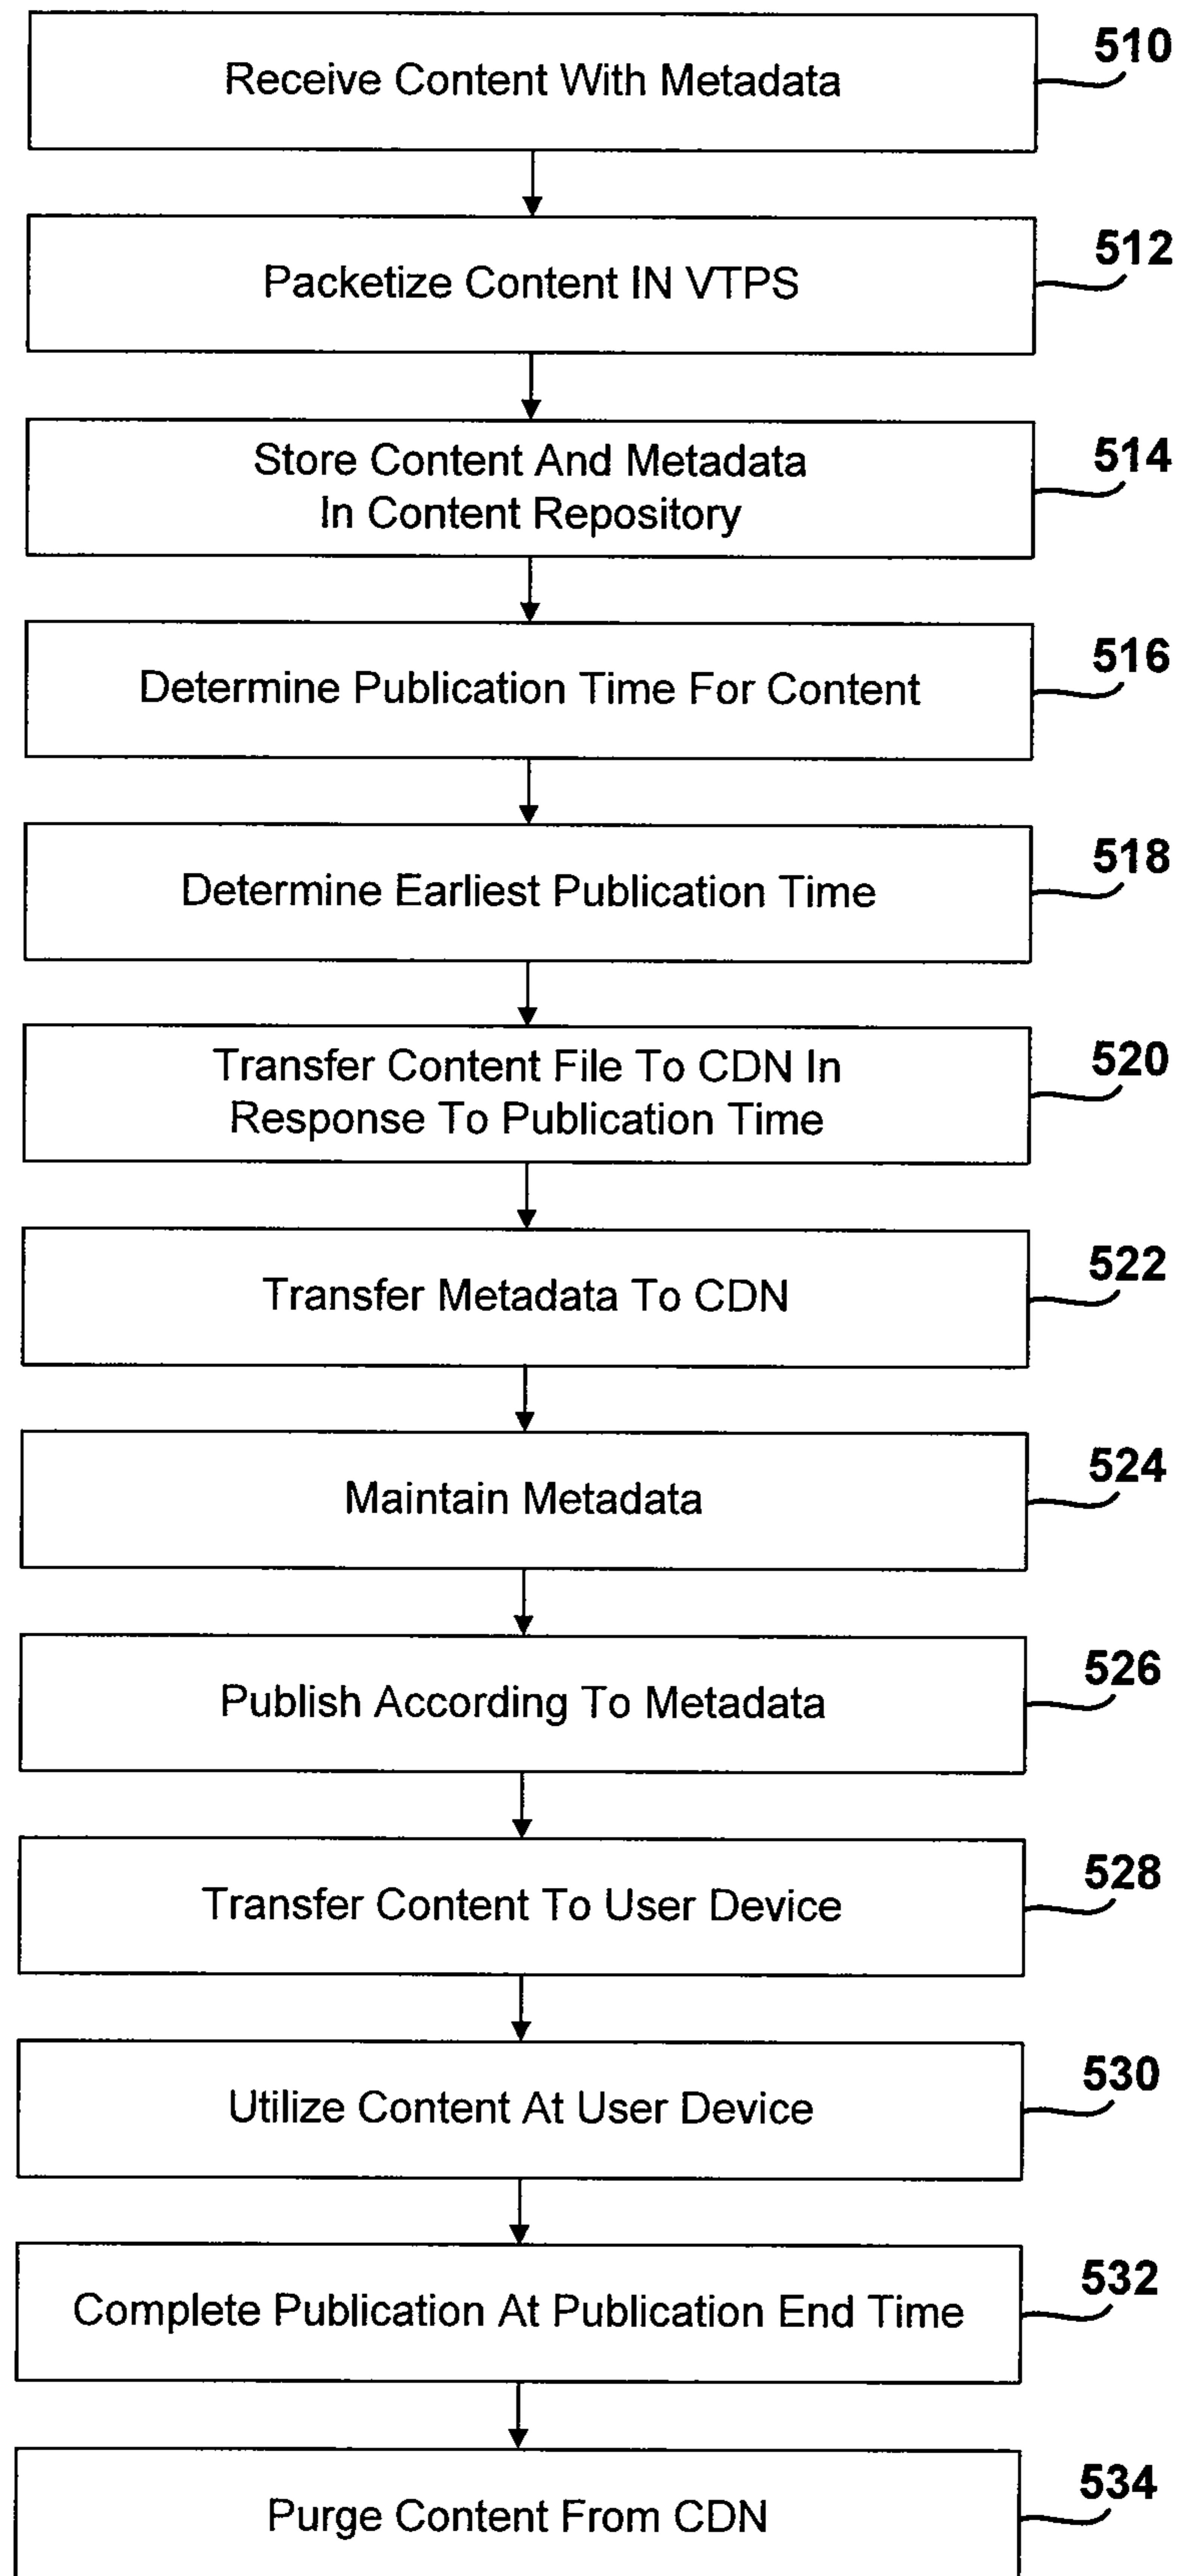 Receive Content With Metadata
510
Packetize Content IN VTPS
512
Store Content And Metadata
In Content Repository
514
Determine Publication Time For Content
516
Determine Earliest Publication Time
518
Transfer Content File To CDN In
Response To Publication Time
520
Transfer Metadata To CDN
522
Maintain Metadata
524
Publish According To Metadata
526
Transfer Content To User Device
528
Utilize Content At User Device
530
Complete Publication At Publication End Time
532
Purge Content From CDN
534